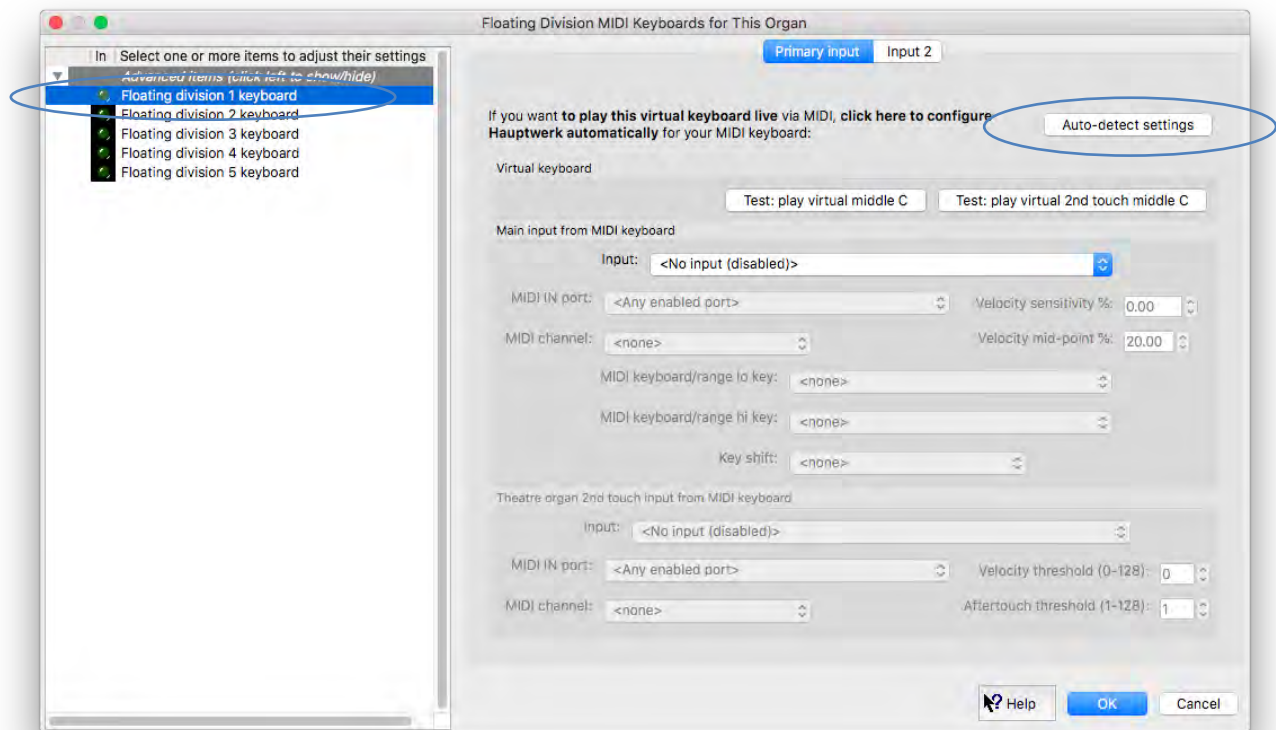 Floating Division MIDI Keyboards for This Organ
In Select one or more items to adjust their settings
Advanced items (click left to show/hide)
Floating division 1 keyboard
Floating division 2 keyboard
Floating division 3 keyboard
Floating division 4 keyboard
Floating division 5 keyboard
Primary input Input 2
If you want to play this virtual keyboard live via MIDI, click here to configure
Hauptwerk automatically for your MIDI keyboard:
Auto-detect settings
Virtual keyboard
Test: play virtual middle C Test: play virtual 2nd touch middle C
Main input from MIDI keyboard
Input: <No input (disabled)>
MIDI IN port: <Any enabled port> Velocity sensitivity %: 0.00
MIDI channel: <none> Velocity mid-point %: 20.00
MIDI keyboard/range lo key: <none>
MIDI keyboard/range hi key: <none>
Key shift: <none>
Theatre organ 2nd touch input from MIDI keyboard
Input: <No input (disabled)>
MIDI IN port: <Any enabled port> Velocity threshold (0-128): 0
MIDI channel: <none> Aftertouch threshold (1-128): 1
? Help OK Cancel